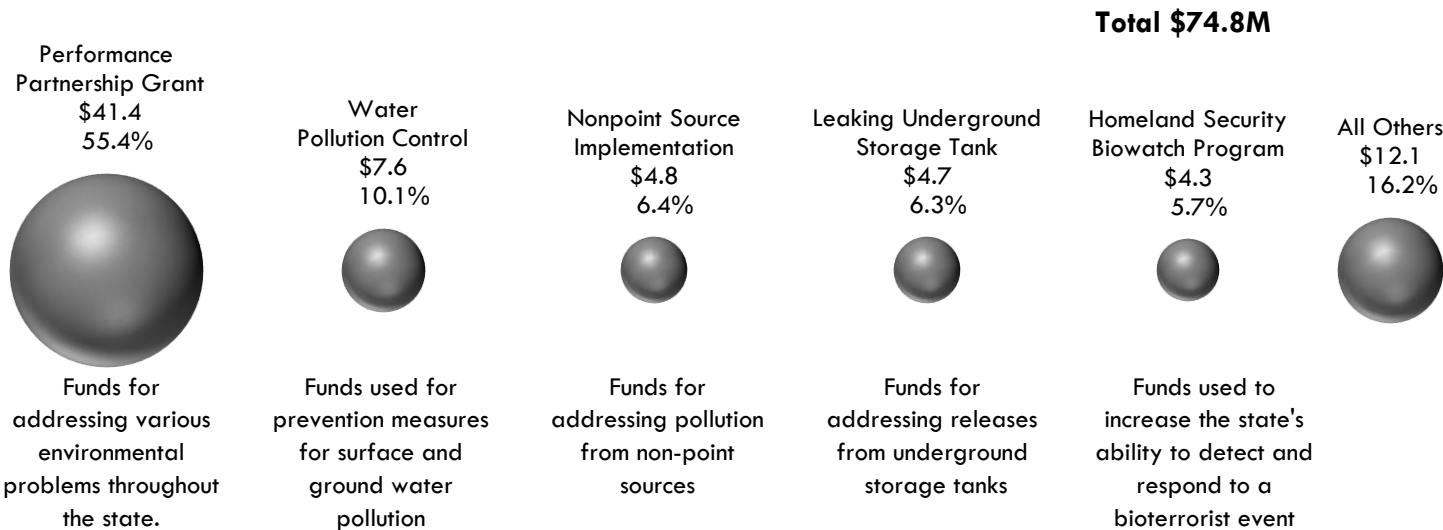 Total $74.8M
Performance
Partnership Grant
$41.4
55.4%
Water
Pollution Control
$7.6
10.1%
Nonpoint Source
Implementation
$4.8
6.4%
Leaking Underground
Storage Tank
$4.7
6.3%
Homeland Security
Biowatch Program
$4.3
5.7%
All Others
$12.1
16.2%
Funds for
addressing various
environmental
problems throughout
the state.
Funds used for
prevention measures
for surface and
ground water
pollution
Funds for
addressing pollution
from non-point
sources
Funds for
addressing releases
from underground
storage tanks
Funds used to
increase the state's
ability to detect and
respond to a
bioterrorist event